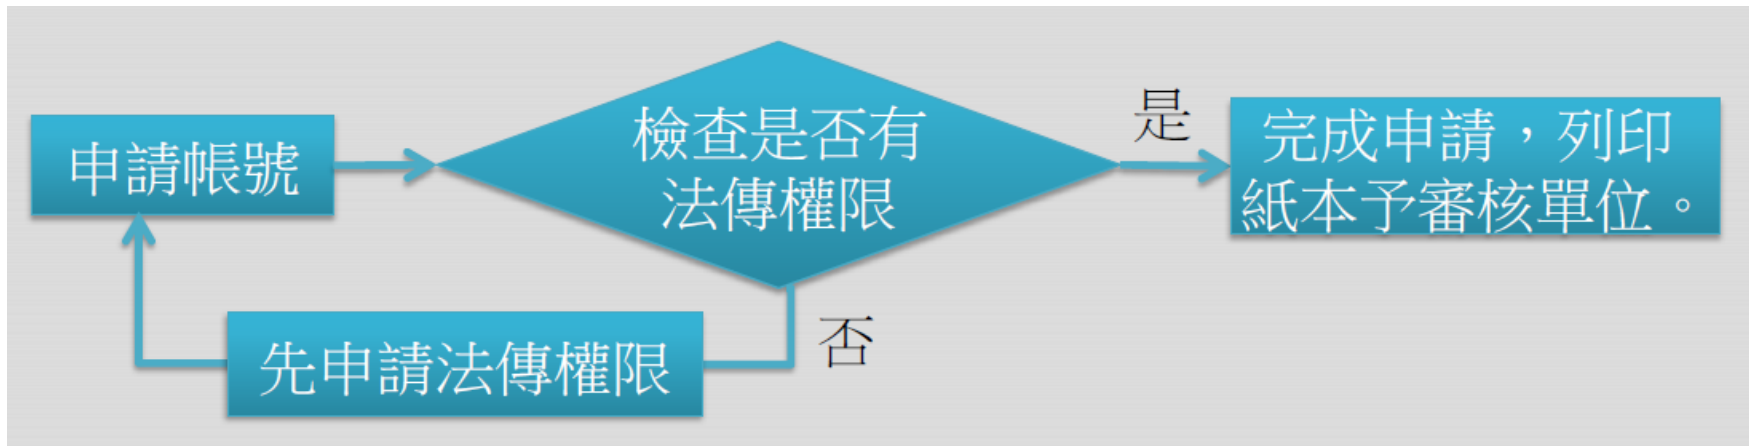 申請帳號
檢查是否有
法傳權限
是
完成申請，列印
紙本予審核單位。
否
先申請法傳權限